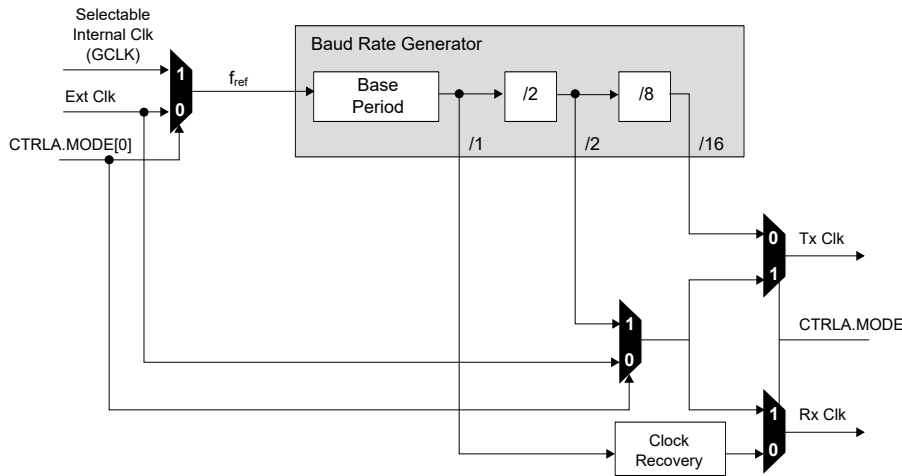 Selectable
Internal Clk
(GCLK)
Baud Rate Generator
1
f_ref
Base
Period
/2
/8
Ext Clk
0
CTRLA.MODE[0]
/1
/2
/16
0
Tx Clk
1
1
CTRLA.MODE
0
1
Rx Clk
Clock
Recovery
0